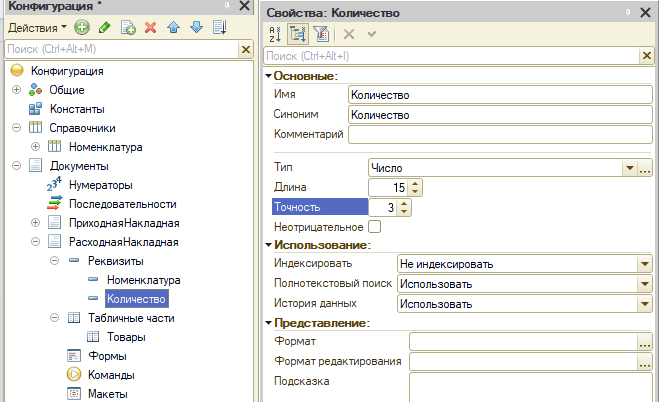 Конфигурация *
Действия
Поиск (Ctrl+Alt+M)
Конфигурация
Общие
Константы
Справочники
Номенклатура
Документы
Нумераторы
Последовательности
ПриходнаяНакладная
РасходнаяНакладная
Реквизиты
Номенклатура
Количество
Табличные части
Товары
Формы
Команды
Макеты
Свойства: Количество
Поиск (Ctrl+Alt+I)
Основные:
Имя Количество
Синоним Количество
Комментарий
Тип Число
Длина 15
Точность 3
Неотрицательное
Использование:
Индексировать Не индексировать
Полнотекстовый поиск Использовать
История данных Использовать
Представление:
Формат
Формат редактирования
Подсказка